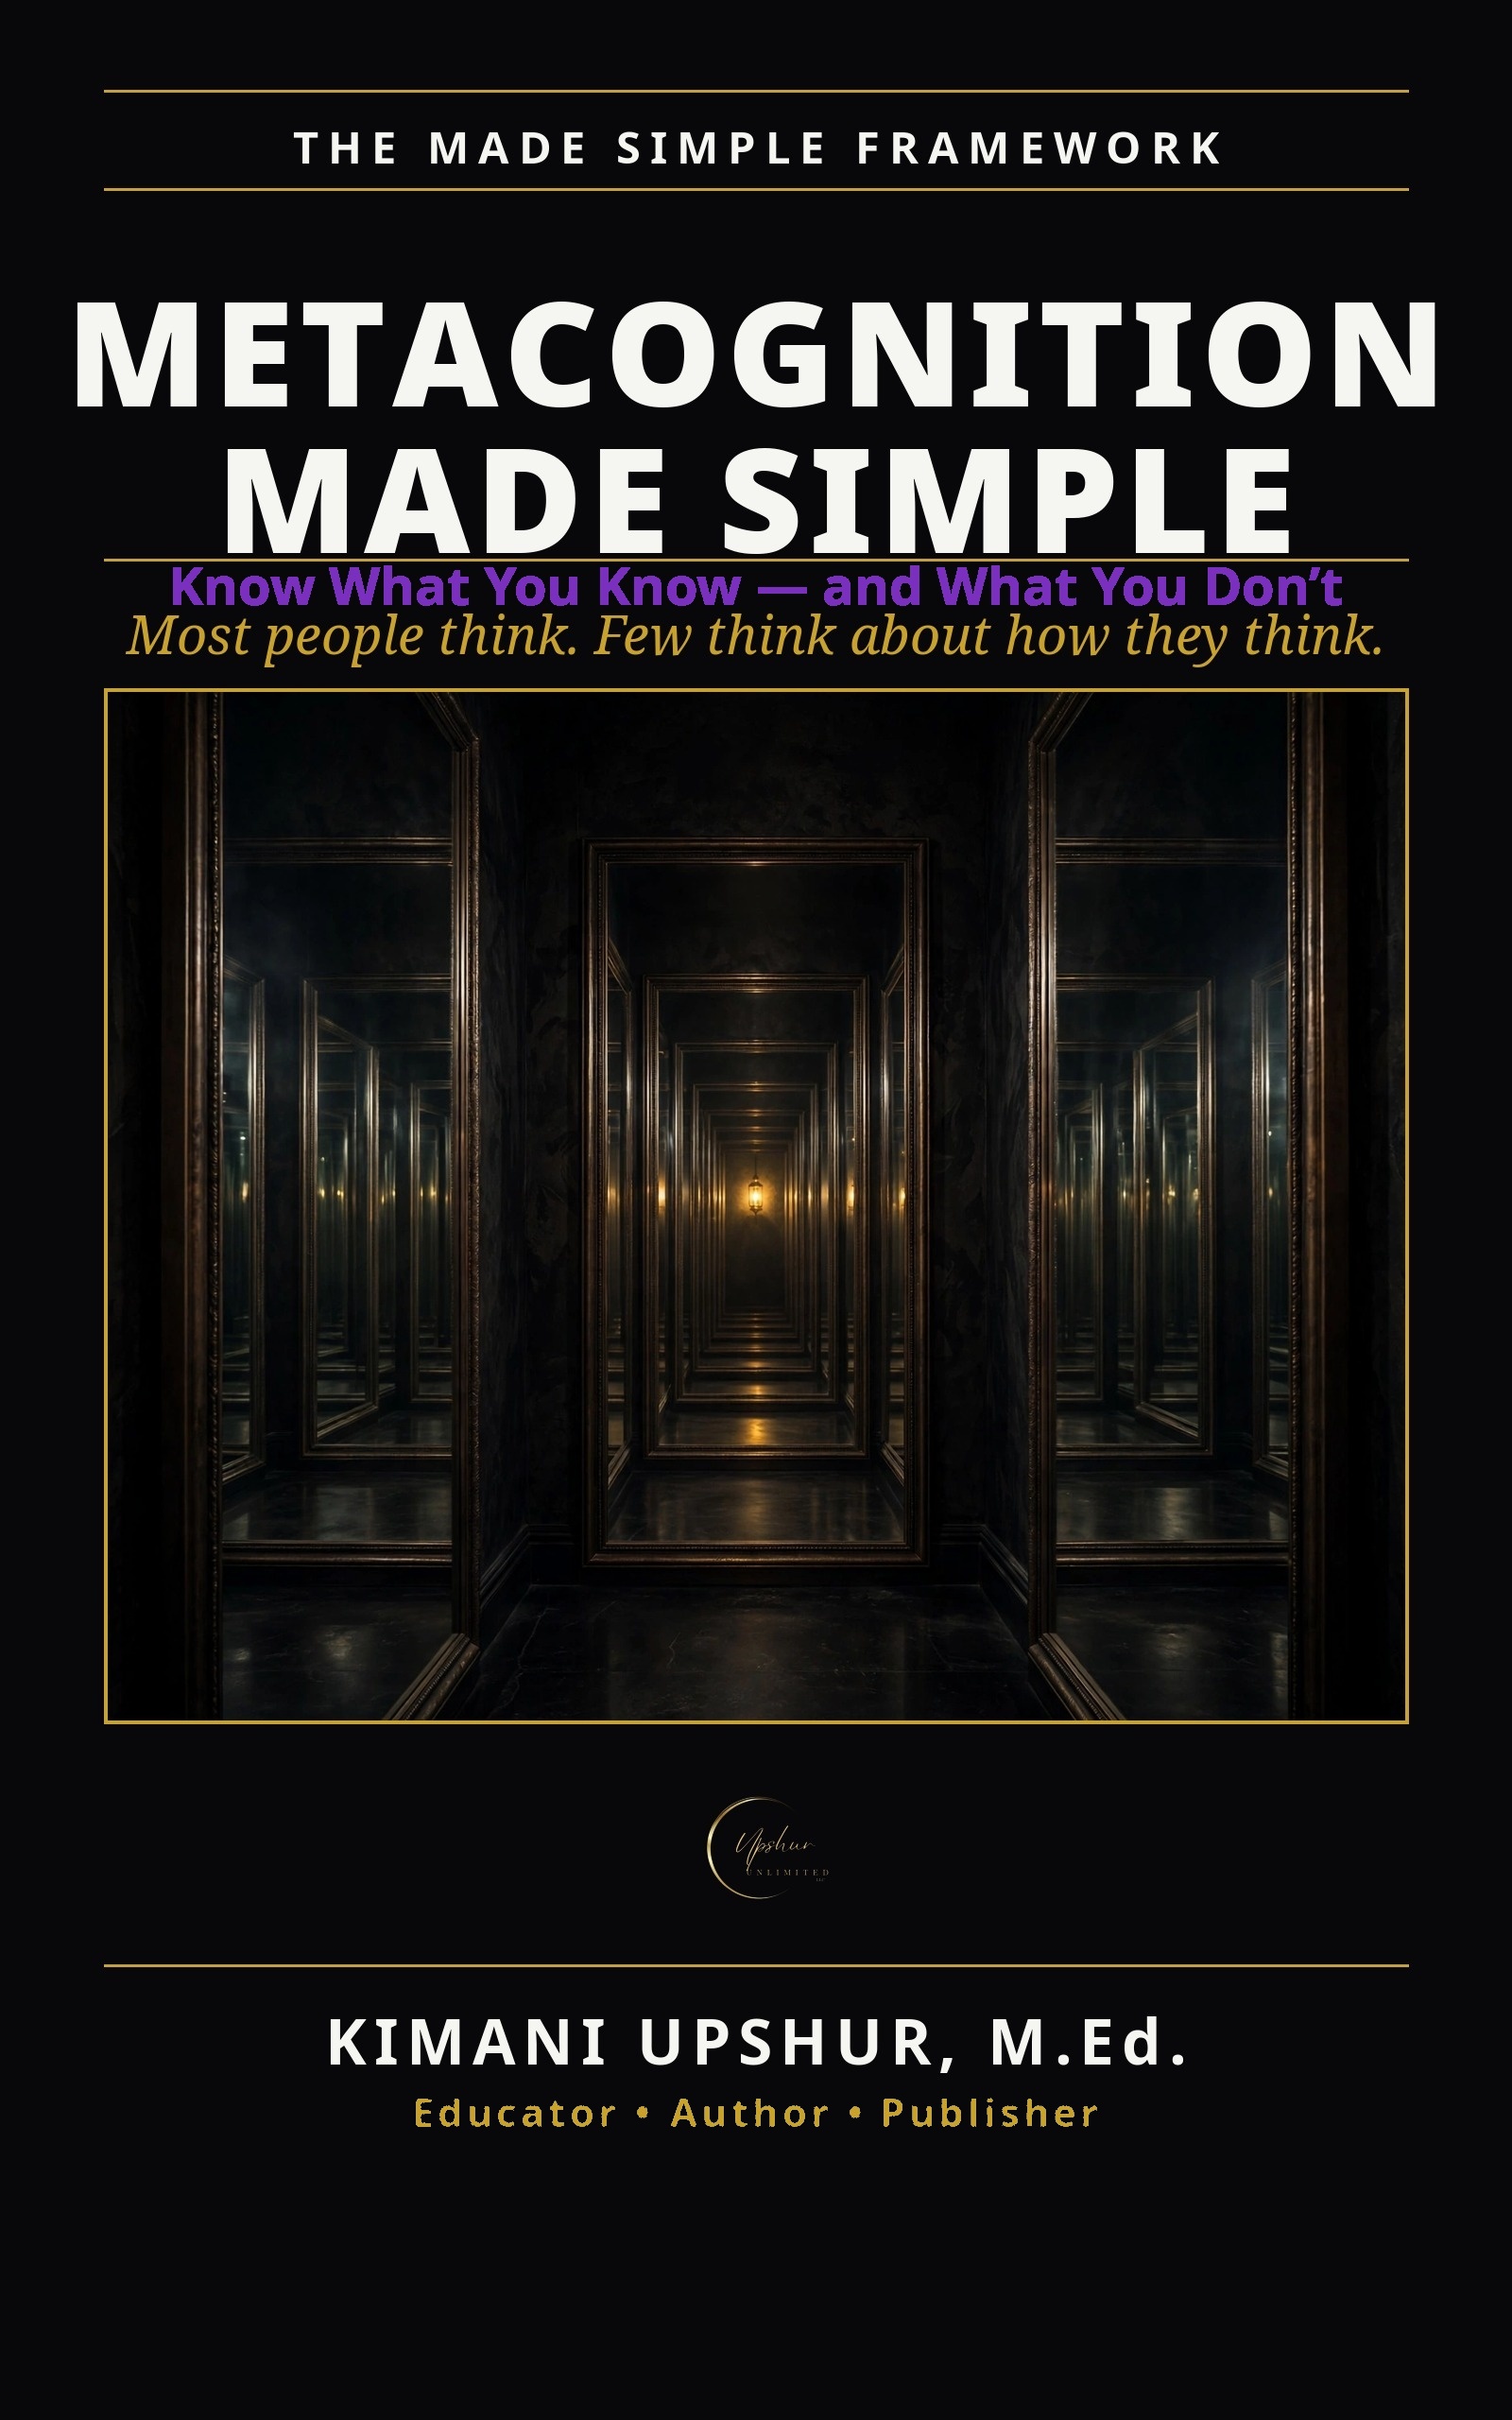 THE MADE SIMPLE FRAMEWORK
METACOGNITION
MADE SIMPLE
Know What You Know — and What You Don’t
Most people think. Few think about how they think.
Upshur
UNLIMITED
KIMANI UPSHUR, M.Ed.
Educator • Author • Publisher